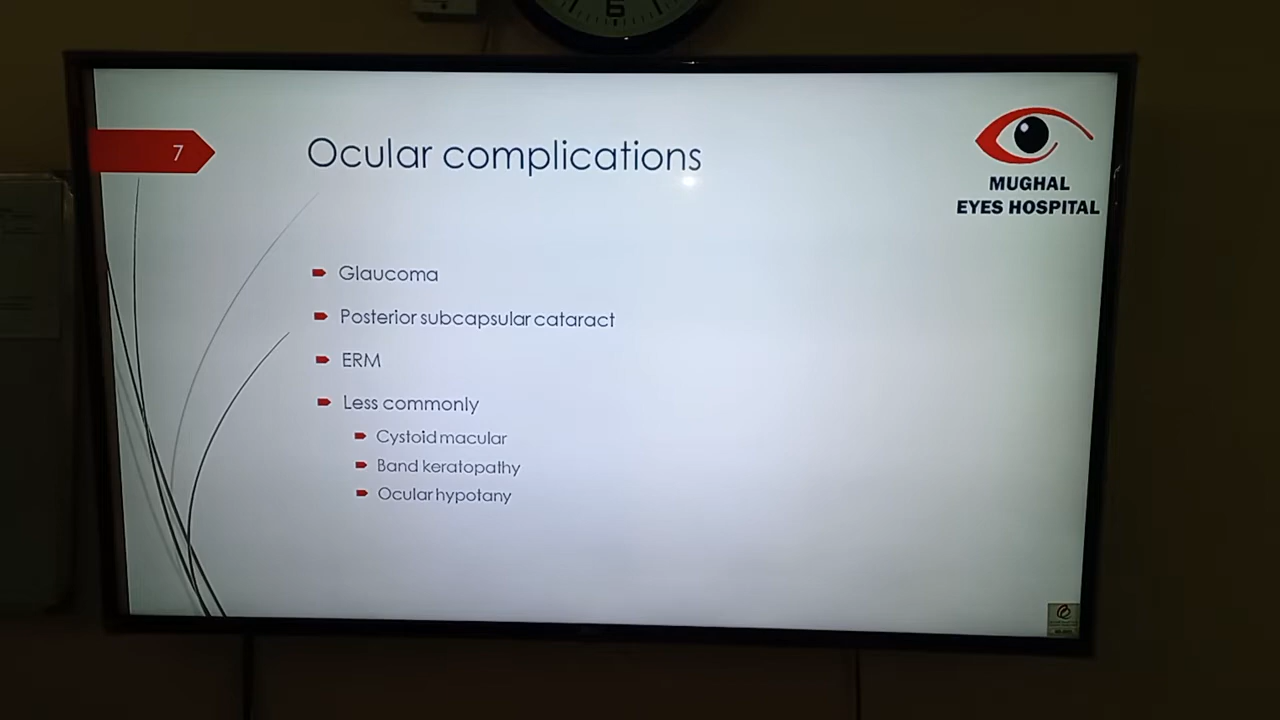 6
7
Ocular complications
MUGHAL
EYES HOSPITAL
Glaucoma
Posterior subcapsular cataract
ERM
Less commonly
Cystoid macular
Band keratopathy
Ocular hypotany